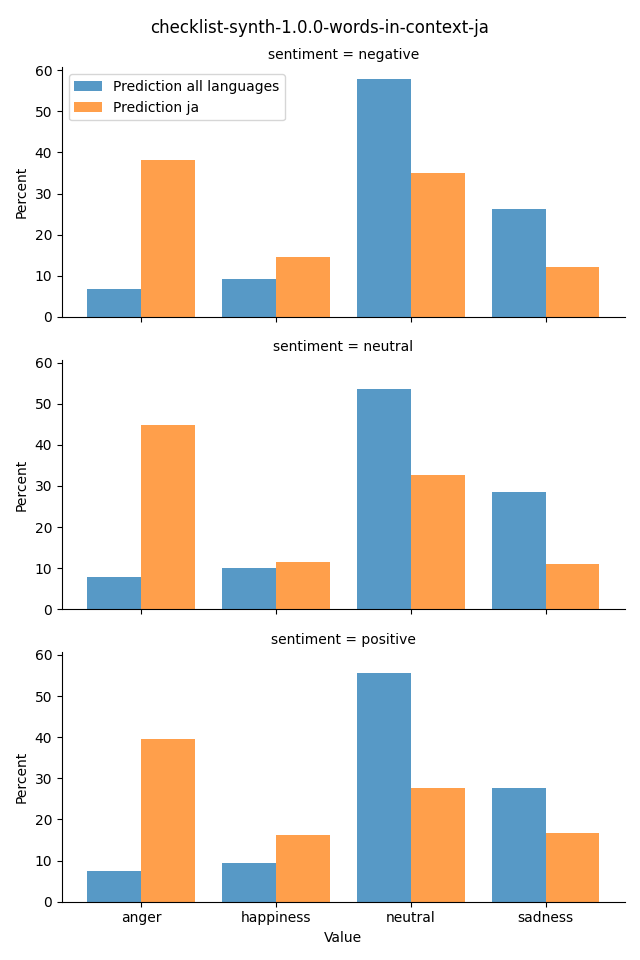 checklist-synth-1.0.0-words-in-context-ja
sentiment = negative
60
50
40
30
20
10
0
Percent
Prediction all languages
Prediction ja
sentiment = neutral
60
50
40
30
20
10
0
Percent
sentiment = positive
60
50
40
30
20
10
0
Percent
anger happiness neutral sadness
Value